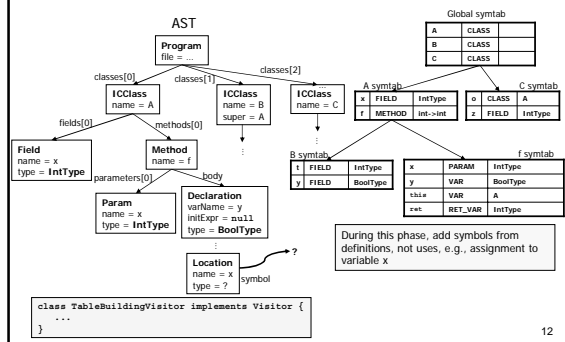 AST
Program
file = ...
classes[0]
classes[1]
classes[2]
ICClass
name = A
ICClass
name = B
super = A
...
ICClass
name = C
fields[0]
methods[0]
Field
name = x
type = IntType
Method
name = f
parameters[0]
body
Param
name = x
type = IntType
Declaration
varName = y
initExpr = null
type = BoolType
Location
name = x
type = ?
symbol
?
Global symtab
A CLASS
B CLASS
C CLASS
A symtab
x FIELD IntType
f METHOD int->int
C symtab
o CLASS A
z FIELD IntType
B symtab
t FIELD IntType
y FIELD BoolType
f symtab
x PARAM IntType
y VAR BoolType
this VAR A
ret RET_VAR IntType
During this phase, add symbols from
definitions, not uses, e.g., assignment to
variable x
class TableBuildingVisitor implements Visitor {
...
}
12